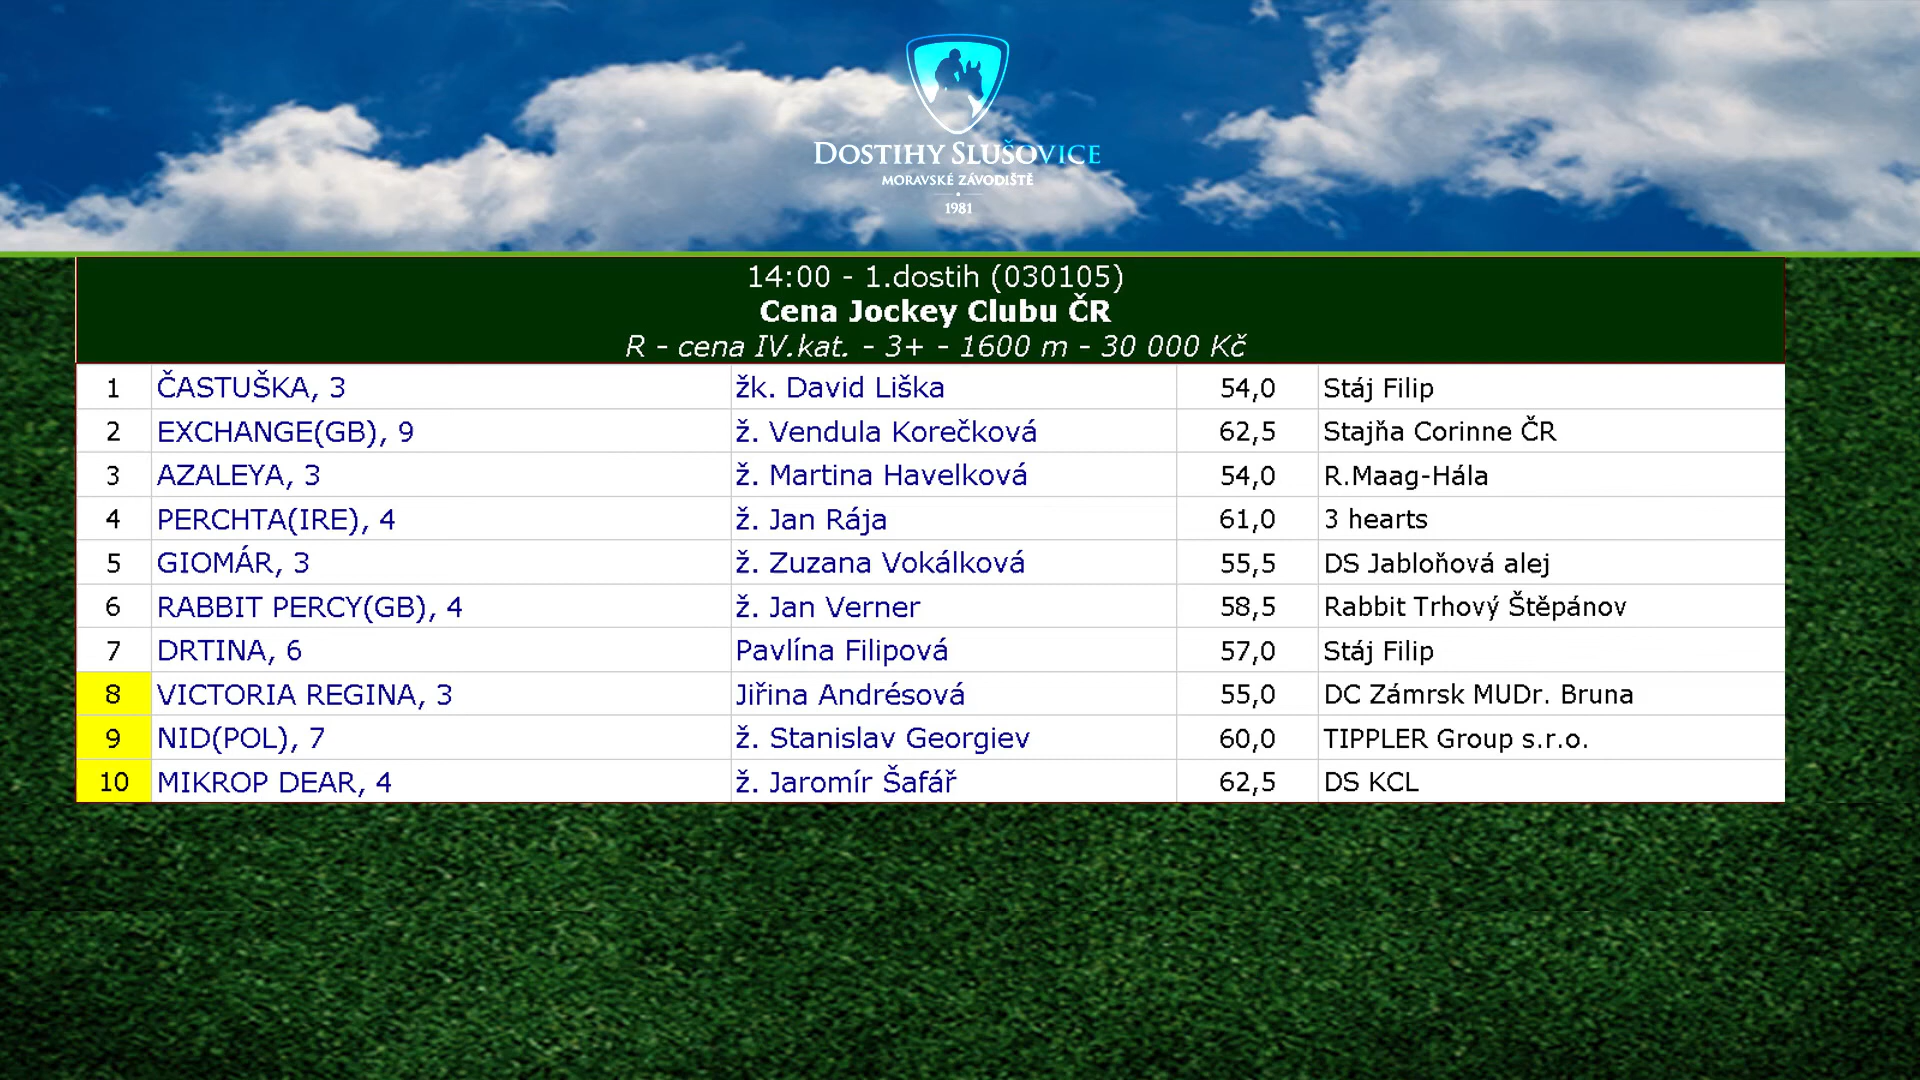 DOSTIHY SLUŠOVICE
MORAVSKÉ ZÁVODIŠTĚ
1981
14:00 - 1.dostih (030105)
Cena Jockey Clubu ČR
R - cena IV.kat. - 3+ - 1600 m - 30 000 Kč
1 ČASTUŠKA, 3 žk. David Liška 54,0 Stáj Filip
2 EXCHANGE(GB), 9 ž. Vendula Korečková 62,5 Stajňa Corinne ČR
3 AZALEYA, 3 ž. Martina Havelková 54,0 R.Maag-Hála
4 PERCHTA(IRE), 4 ž. Jan Rája 61,0 3 hearts
5 GIOMÁR, 3 ž. Zuzana Vokálková 55,5 DS Jabloňová alej
6 RABBIT PERCY(GB), 4 ž. Jan Verner 58,5 Rabbit Trhový Štěpánov
7 DRTINA, 6 Pavlína Filipová 57,0 Stáj Filip
8 VICTORIA REGINA, 3 Jiřina Andrésová 55,0 DC Zámrsk MUDr. Bruna
9 NID(POL), 7 ž. Stanislav Georgiev 60,0 TIPPLER Group s.r.o.
10 MIKROP DEAR, 4 ž. Jaromír Šafář 62,5 DS KCL